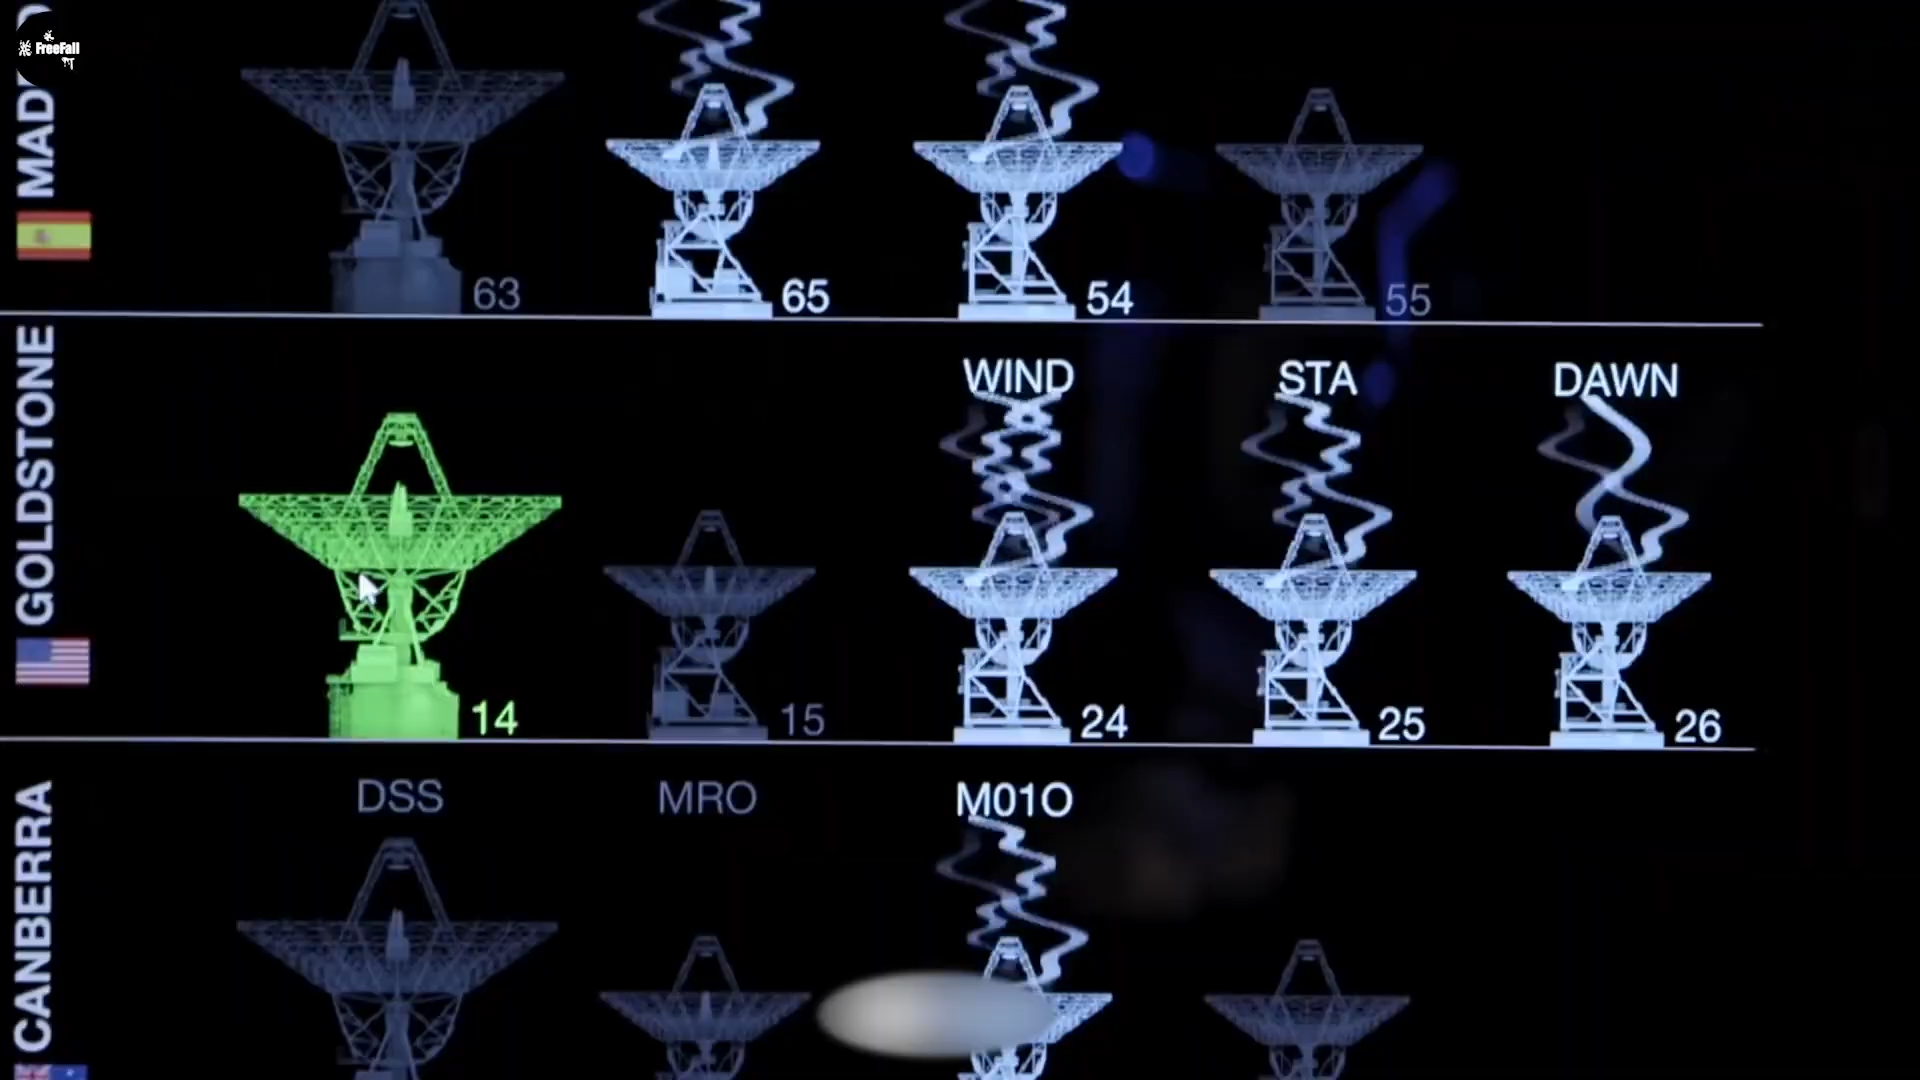 FreeFall
MAD
63
65
54
55
GOLDSTONE
WIND
STA
DAWN
14
15
24
25
26
CANBERRA
DSS
MRO
M01O